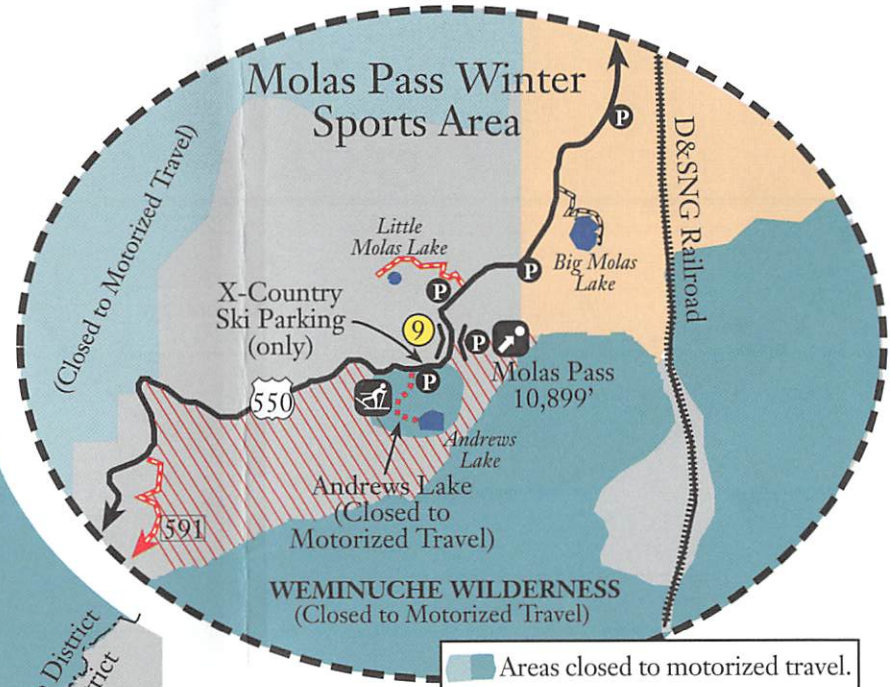 Molas Pass Winter
Sports Area
(Closed to Motorized Travel)
P
D&SNG Railroad
Little
Molas Lake
Big Molas
Lake
P
P
X-Country
Ski Parking
(only)
9
P
Molas Pass
10,899’
P
550
Andrews
Lake
Andrews Lake
(Closed to
Motorized Travel)
591
WEMINUCHE WILDERNESS
(Closed to Motorized Travel)
District
Areas closed to motorized travel.